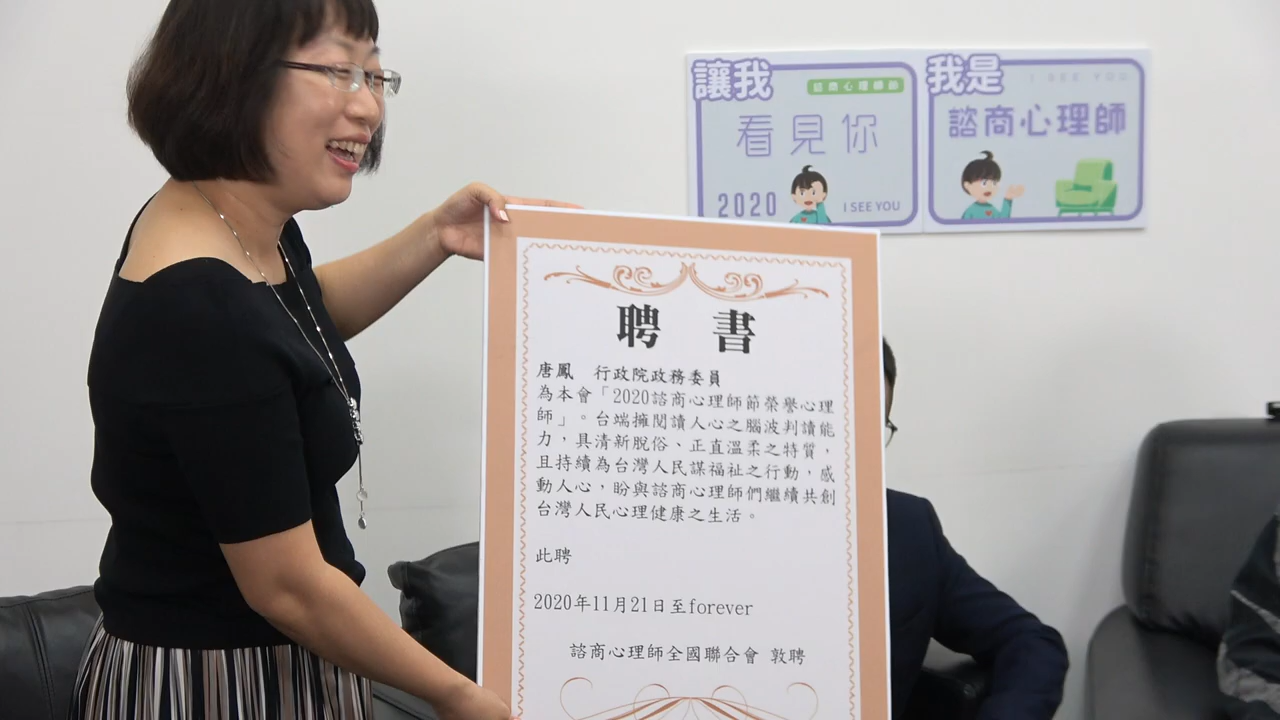 讓我
諮商心理師節
看見你
2020
I SEE YOU
我是
I SEE YOU
諮商心理師
聘 書
唐鳳 行政院政務委員
為本會「2020諮商心理師節榮譽心理
師」。台端擁閱讀人心之腦波判讀能
力,具清新脫俗、正直溫柔之特質,
且持續為台灣人民謀福祉之行動,感
動人心,盼與諮商心理師們繼續共創
台灣人民心理健康之生活。
此聘
2020年11月21日至forever
諮商心理師全國聯合會 敦聘